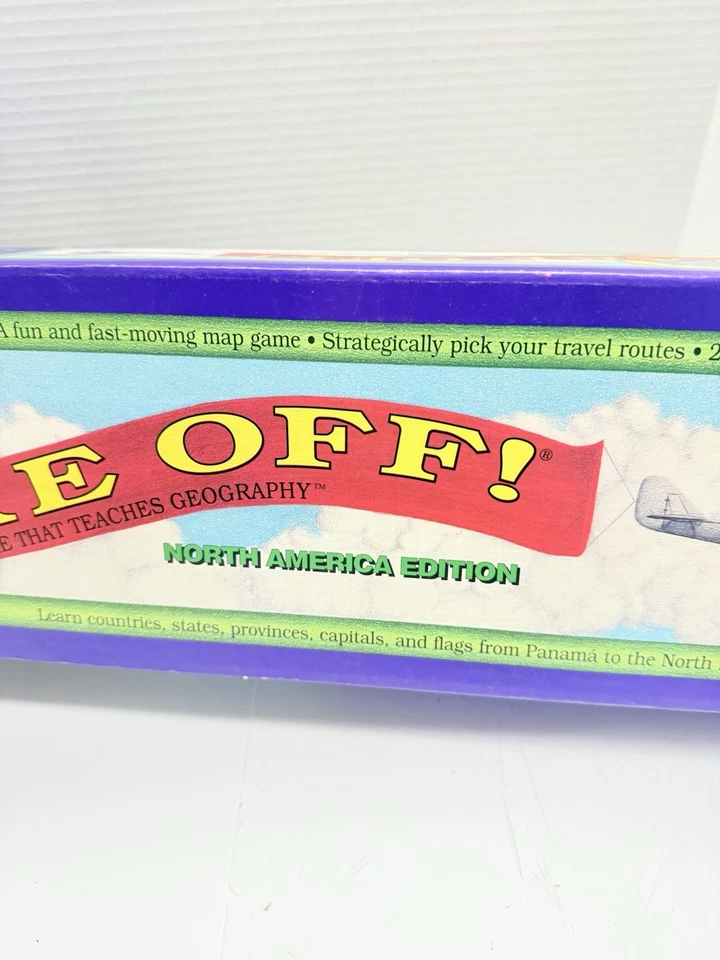 A fun and fast-moving map game • Strategically pick your travel routes • 2
E OFF!®
E THAT TEACHES GEOGRAPHY™
NORTH AMERICA EDITION
Learn countries, states, provinces, capitals, and flags from Panamá to the North